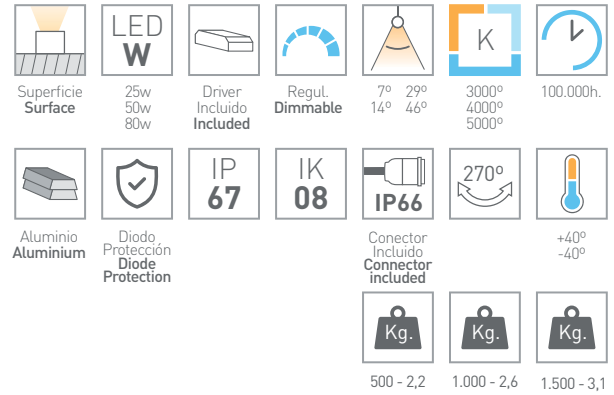 LED
W
K
Superficie
Surface
25w
50w
80w
Driver
Incluido
Included
Regul.
Dimmable
7º 29º
14º 46º
3000º
4000º
5000º
100.000h.
IP
67
IK
08
IP66
270º
Aluminio
Aluminium
Diodo
Protección
Diode
Protection
Conector
Incluido
Connector
included
+40º
-40º
Kg.
Kg.
Kg.
500 - 2,2
1.000 - 2,6
1.500 - 3,1